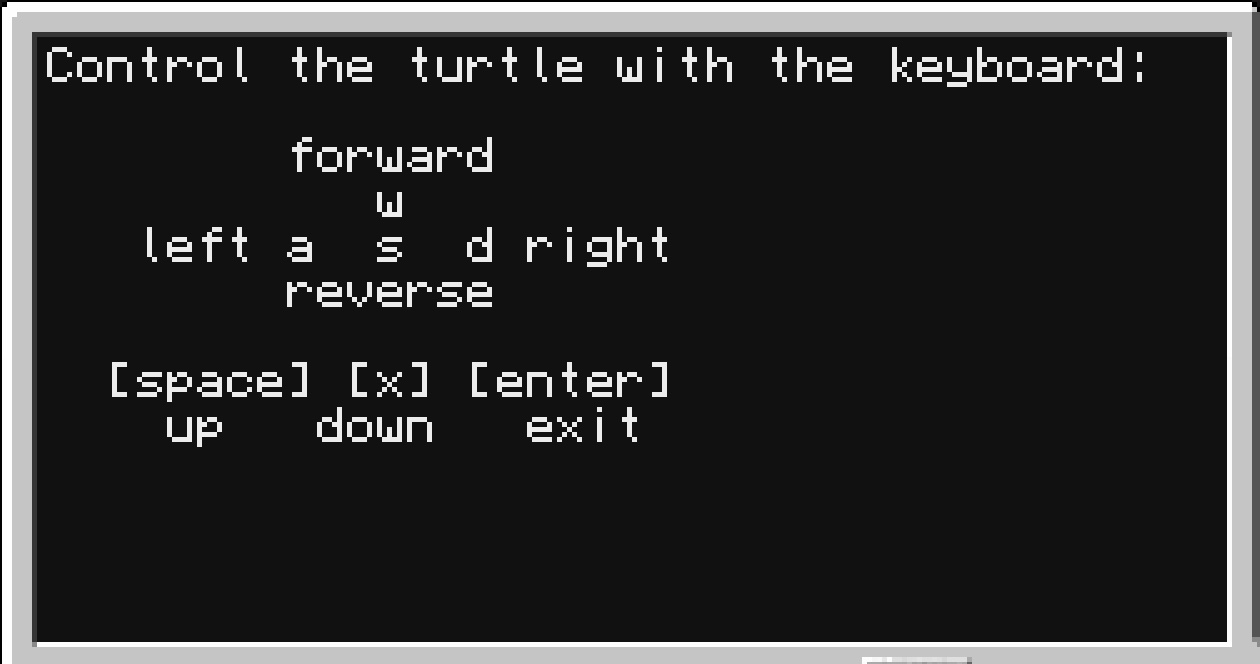 Control the turtle with the keyboard:
forward
w
left a s d right
reverse
[space] [x] [enter]
up down exit